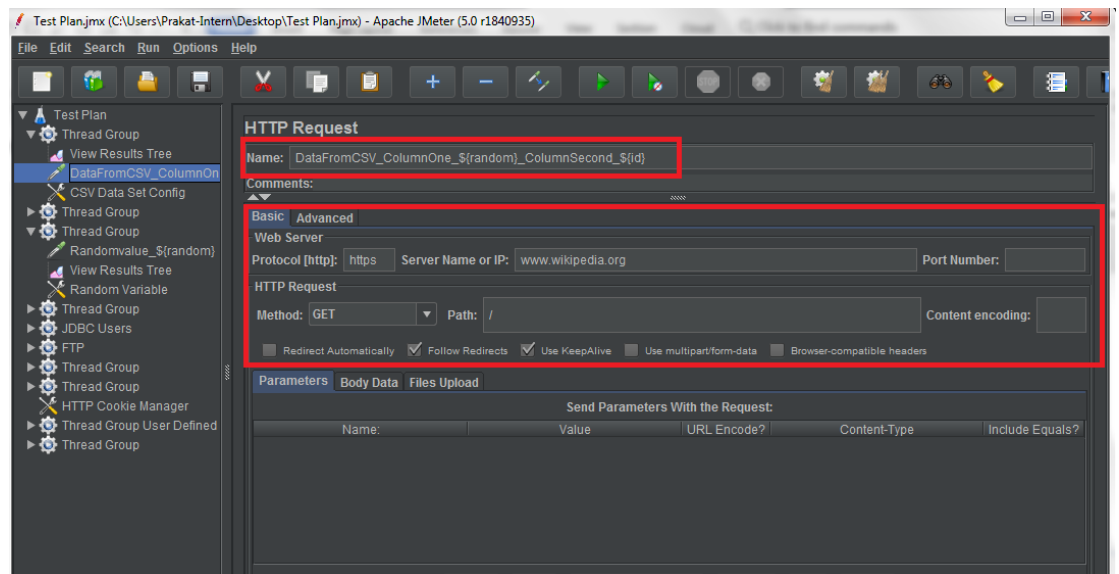 Test Plan.jmx (C:\Users\Prakat-Intern\Desktop\Test Plan.jmx) - Apache JMeter (5.0 r1840935)
File Edit Search Run Options Help
Test Plan
Thread Group
View Results Tree
DataFromCSV_ColumnOn
CSV Data Set Config
Thread Group
Thread Group
Randomvalue_${random}
View Results Tree
Random Variable
Thread Group
JDBC Users
FTP
Thread Group
Thread Group
HTTP Cookie Manager
Thread Group User Defined
Thread Group
HTTP Request
Name: DataFromCSV_ColumnOne_${random}_ColumnSecond_${id}
Comments:
Basic Advanced
Web Server
Protocol [http]: https Server Name or IP: www.wikipedia.org Port Number:
HTTP Request
Method: GET Path: / Content encoding:
Redirect Automatically Follow Redirects Use KeepAlive Use multipart/form-data Browser-compatible headers
Parameters Body Data Files Upload
Send Parameters With the Request:
Name: Value URL Encode? Content-Type Include Equals?